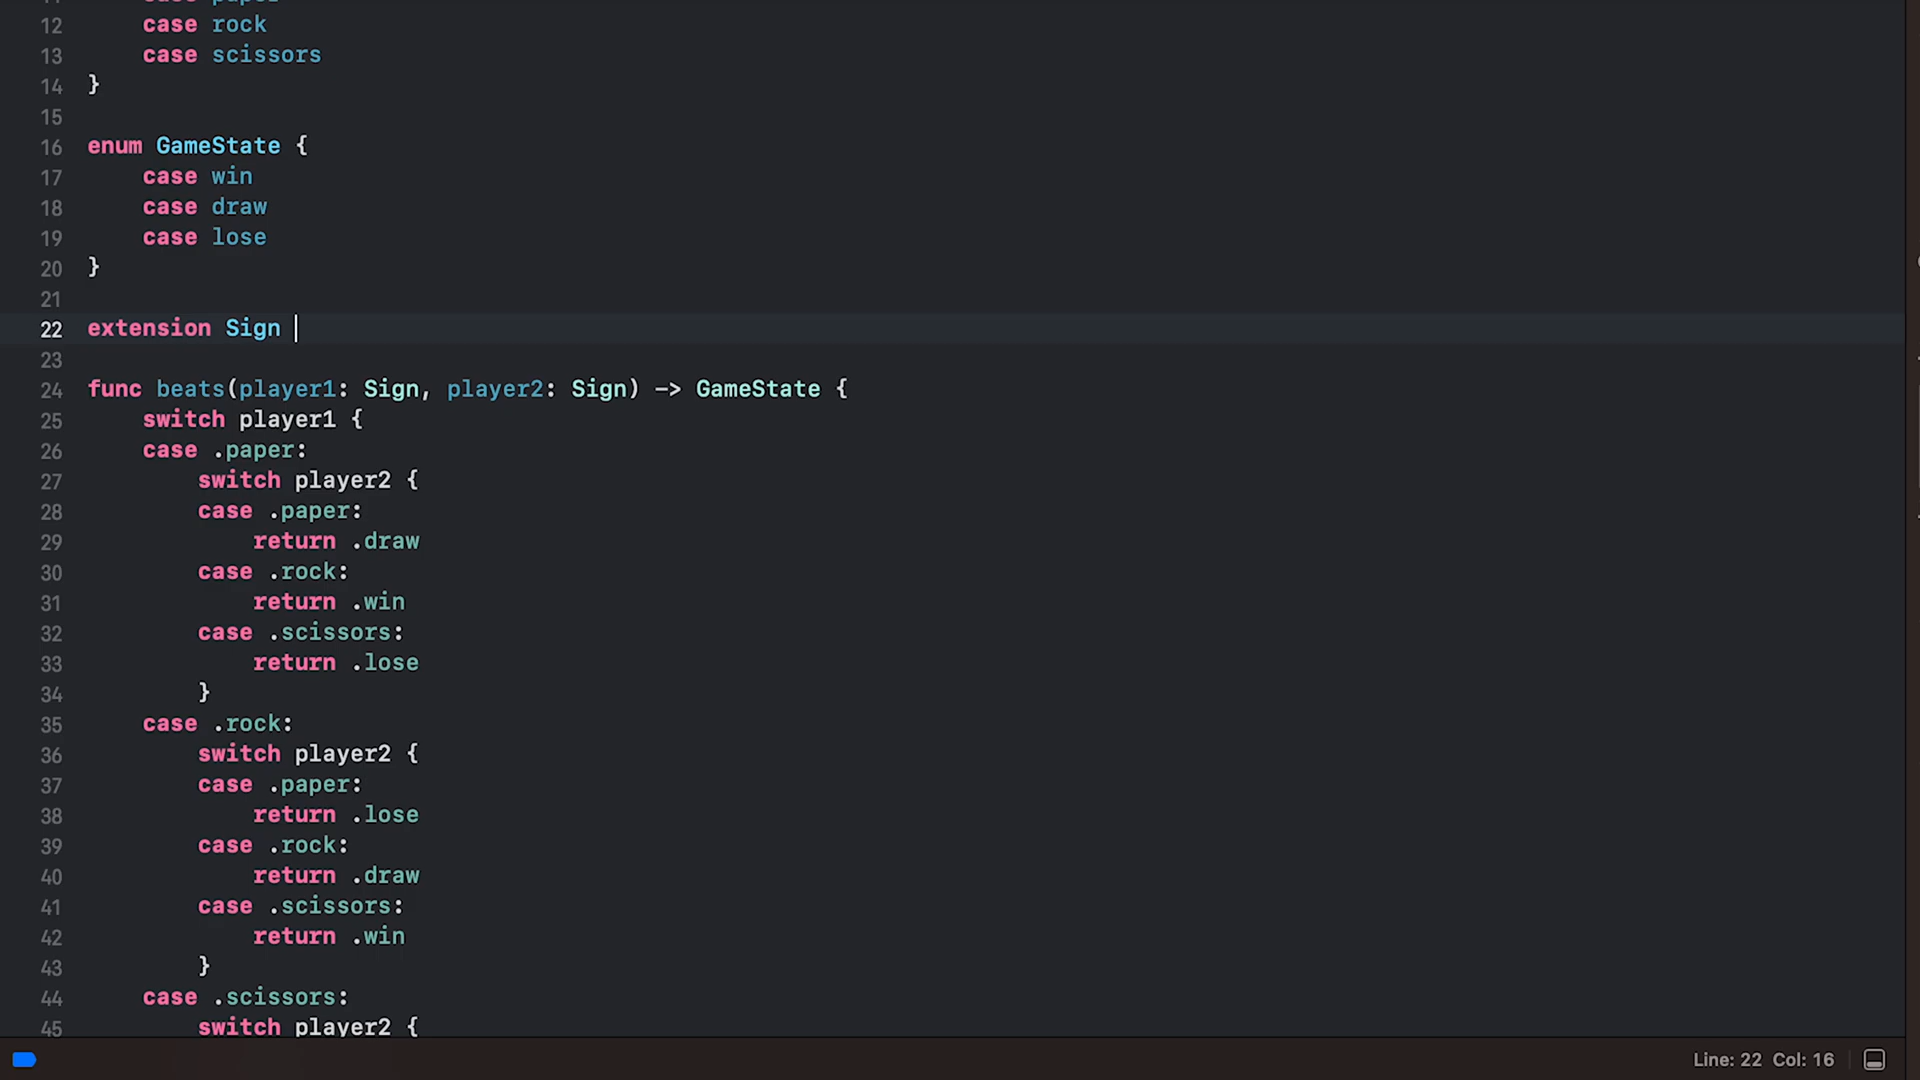 11 case paper
12 case rock
13 case scissors
14 }
15
16 enum GameState {
17 case win
18 case draw
19 case lose
20 }
21
22 extension Sign
23
24 func beats(player1: Sign, player2: Sign) -> GameState {
25 switch player1 {
26 case .paper:
27 switch player2 {
28 case .paper:
29 return .draw
30 case .rock:
31 return .win
32 case .scissors:
33 return .lose
34 }
35 case .rock:
36 switch player2 {
37 case .paper:
38 return .lose
39 case .rock:
40 return .draw
41 case .scissors:
42 return .win
43 }
44 case .scissors:
45 switch player2 {
Line: 22 Col: 16